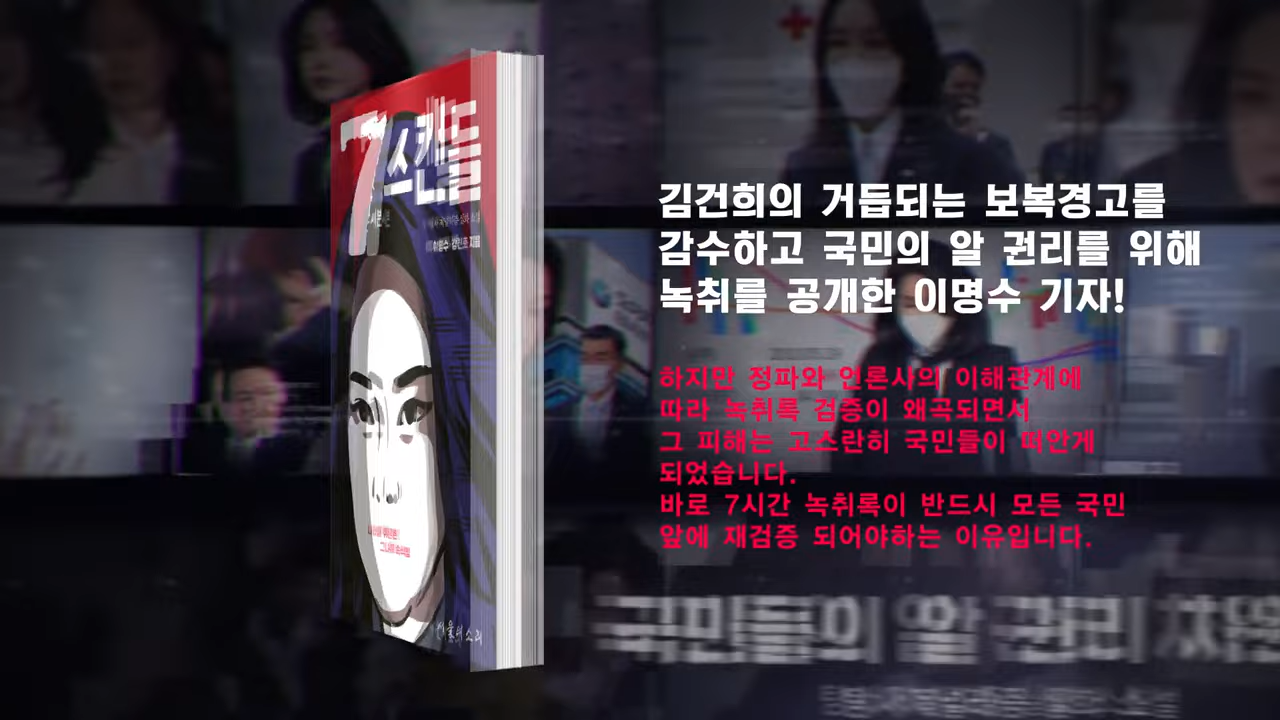 7
스캔들
김건희의 거듭되는 보복경고를
감수하고 국민의 알 권리를 위해
녹취를 공개한 이명수 기자!
하지만 정파와 언론사의 이해관계에
따라 녹취록 검증이 왜곡되면서
그 피해는 고스란히 국민들이 떠안게
되었습니다.
바로 7시간 녹취록이 반드시 모든 국민
앞에 재검증 되어야하는 이유입니다.
서울의소리
국민들의 알 권리